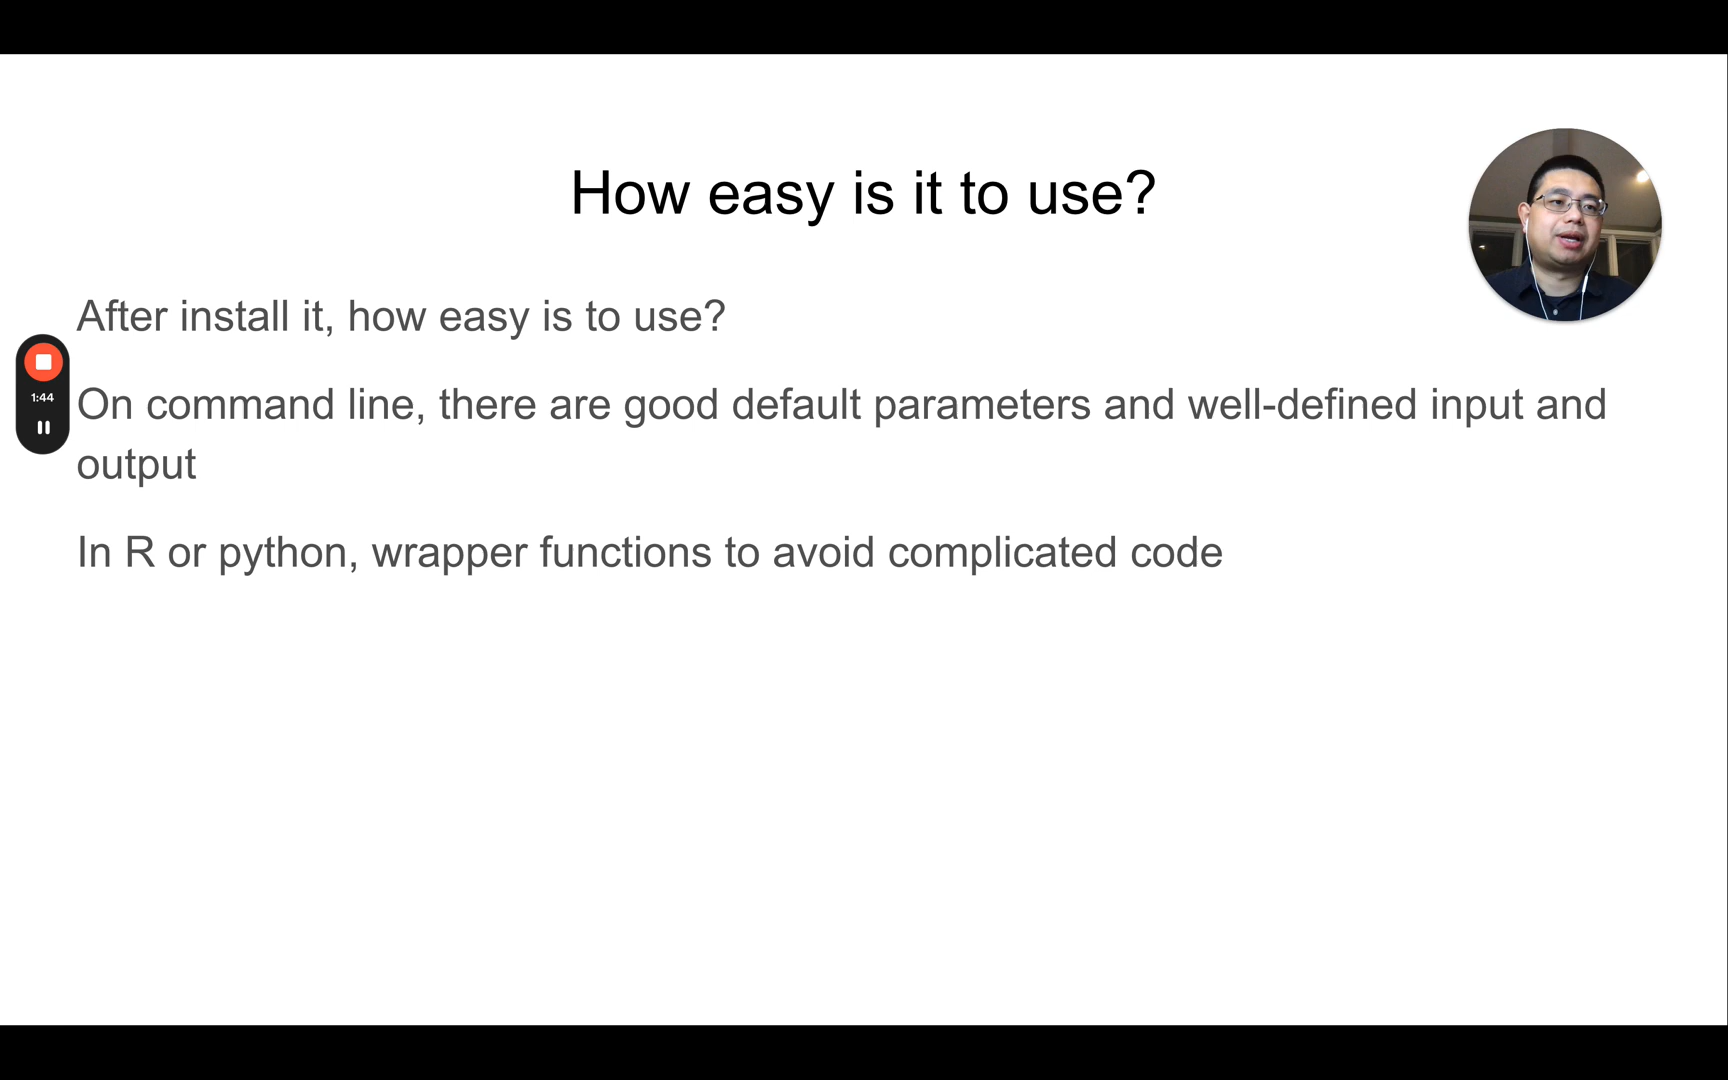 How easy is it to use?
After install it, how easy is to use?
1:44
On command line, there are good default parameters and well-defined input and
output
In R or python, wrapper functions to avoid complicated code